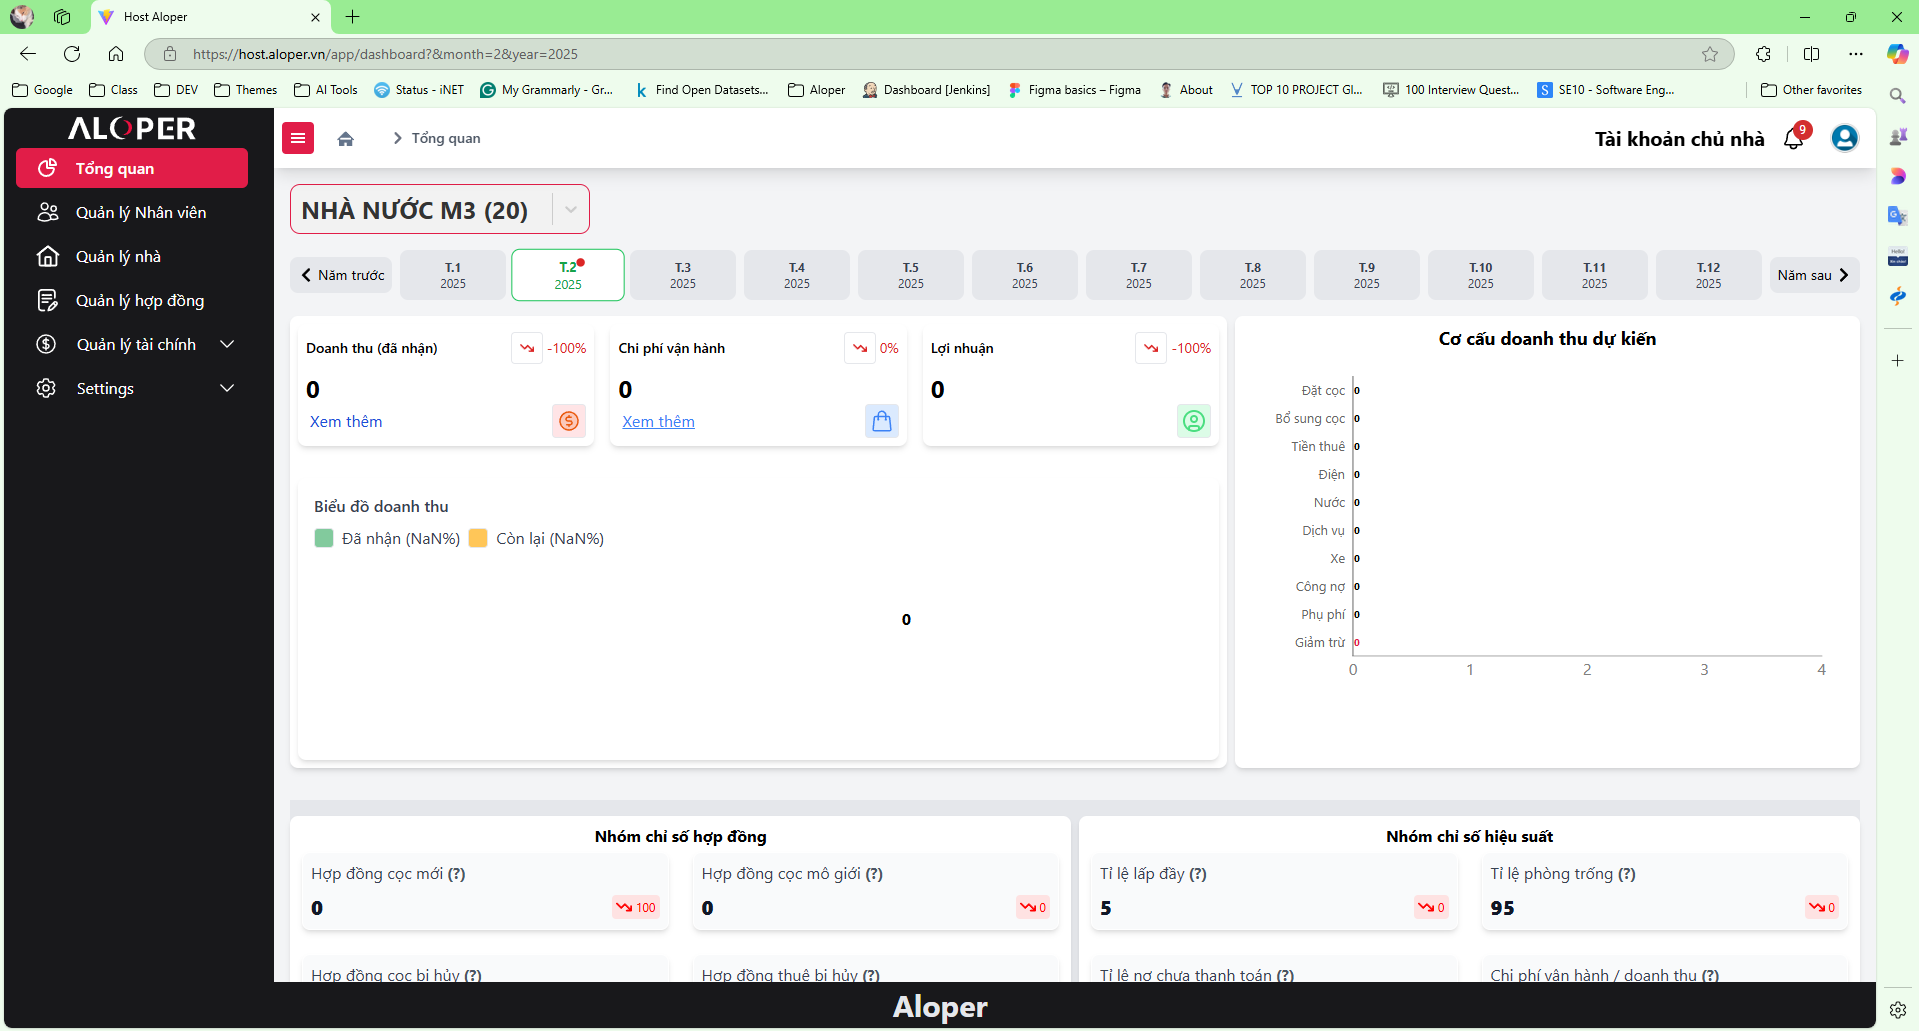 Host Aloper
https://host.aloper.vn/app/dashboard?&month=2&year=2025
Google
Class
DEV
Themes
AI Tools
Status - iNET
My Grammarly - Gr...
Find Open Datasets...
Aloper
Dashboard [Jenkins]
Figma basics – Figma
About
TOP 10 PROJECT GI...
100 Interview Quest...
SE10 - Software Eng...
Other favorites
ALOPER
Tổng quan
Quản lý Nhân viên
Quản lý nhà
Quản lý hợp đồng
Quản lý tài chính
Settings
Tổng quan
Tài khoản chủ nhà
9
NHÀ NƯỚC M3 (20)
Năm trước
T.1
2025
T.2
2025
T.3
2025
T.4
2025
T.5
2025
T.6
2025
T.7
2025
T.8
2025
T.9
2025
T.10
2025
T.11
2025
T.12
2025
Năm sau
Doanh thu (đã nhận)
-100%
0
Xem thêm
Chi phí vận hành
0%
0
Xem thêm
Lợi nhuận
-100%
0
Biểu đồ doanh thu
Đã nhận (NaN%)
Còn lại (NaN%)
0
Cơ cấu doanh thu dự kiến
Đặt cọc 0
Bổ sung cọc 0
Tiền thuê 0
Điện 0
Nước 0
Dịch vụ 0
Xe 0
Công nợ 0
Phụ phí 0
Giảm trừ 0
0 1 2 3 4
Nhóm chỉ số hợp đồng
Hợp đồng cọc mới (?)
0
100
Hợp đồng cọc mô giới (?)
0
0
Hợp đồng cọc bị hủy (?)
Hợp đồng thuê bị hủy (?)
Nhóm chỉ số hiệu suất
Tỉ lệ lấp đầy (?)
5
0
Tỉ lệ phòng trống (?)
95
0
Tỉ lệ nợ chưa thanh toán (?)
Chi phí vận hành / doanh thu (?)
Aloper